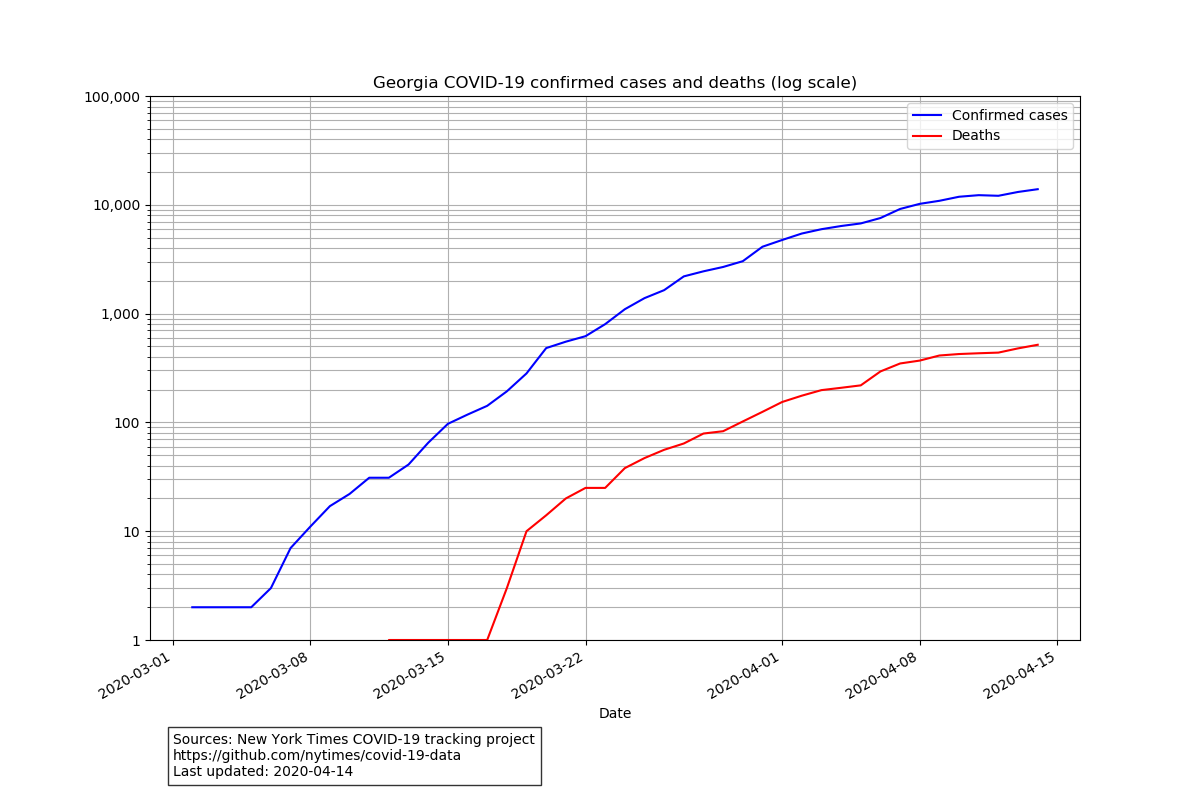 Georgia COVID-19 confirmed cases and deaths (log scale)
100,000
10,000
1,000
100
10
1
Confirmed cases
Deaths
2020-03-01
2020-03-08
2020-03-15
2020-03-22
2020-04-01
2020-04-08
2020-04-15
Date
Sources: New York Times COVID-19 tracking project
https://github.com/nytimes/covid-19-data
Last updated: 2020-04-14